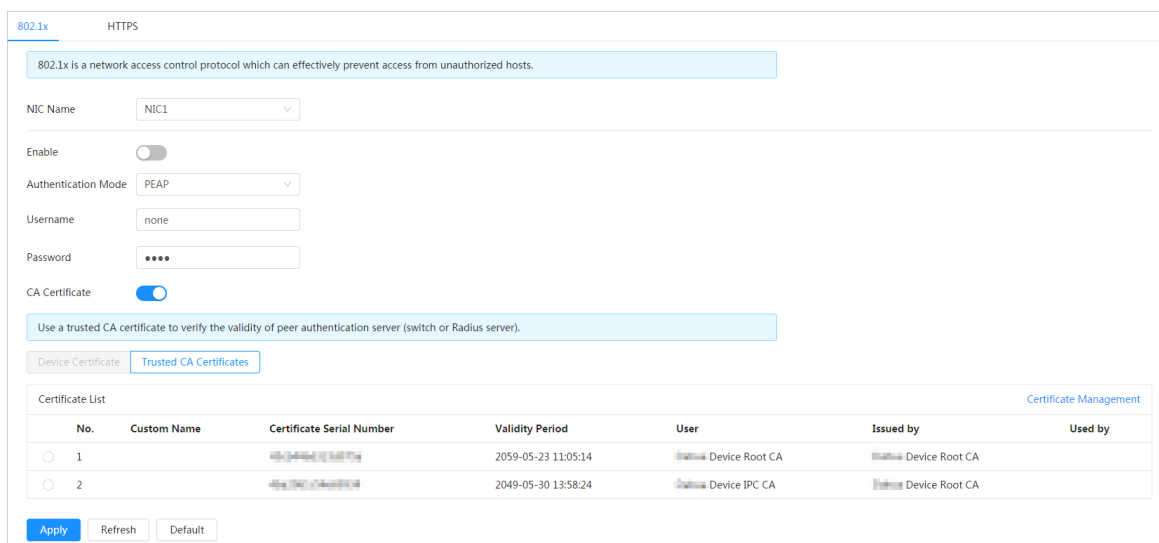 802.1x HTTPS
802.1x is a network access control protocol which can effectively prevent access from unauthorized hosts.
NIC Name NIC1
Enable
Authentication Mode PEAP
Username none
Password ••••
CA Certificate
Use a trusted CA certificate to verify the validity of peer authentication server (switch or Radius server).
Device Certificate Trusted CA Certificates
Certificate List Certificate Management
No. Custom Name Certificate Serial Number Validity Period User Issued by Used by
1 2059-05-23 11:05:14 Device Root CA Device Root CA
2 2049-05-30 13:58:24 Device IPC CA Device Root CA
Apply Refresh Default